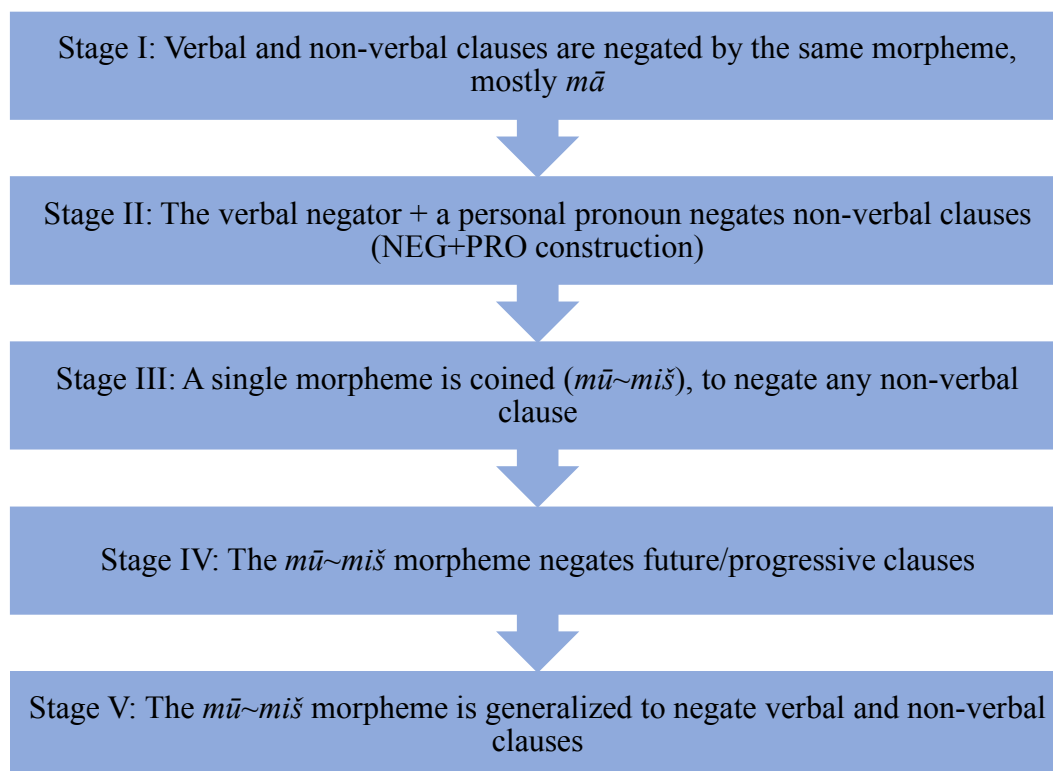 Stage I: Verbal and non-verbal clauses are negated by the same morpheme,
mostly mā
Stage II: The verbal negator + a personal pronoun negates non-verbal clauses
(NEG+PRO construction)
Stage III: A single morpheme is coined (mū~miš), to negate any non-verbal
clause
Stage IV: The mū~miš morpheme negates future/progressive clauses
Stage V: The mū~miš morpheme is generalized to negate verbal and non-verbal
clauses